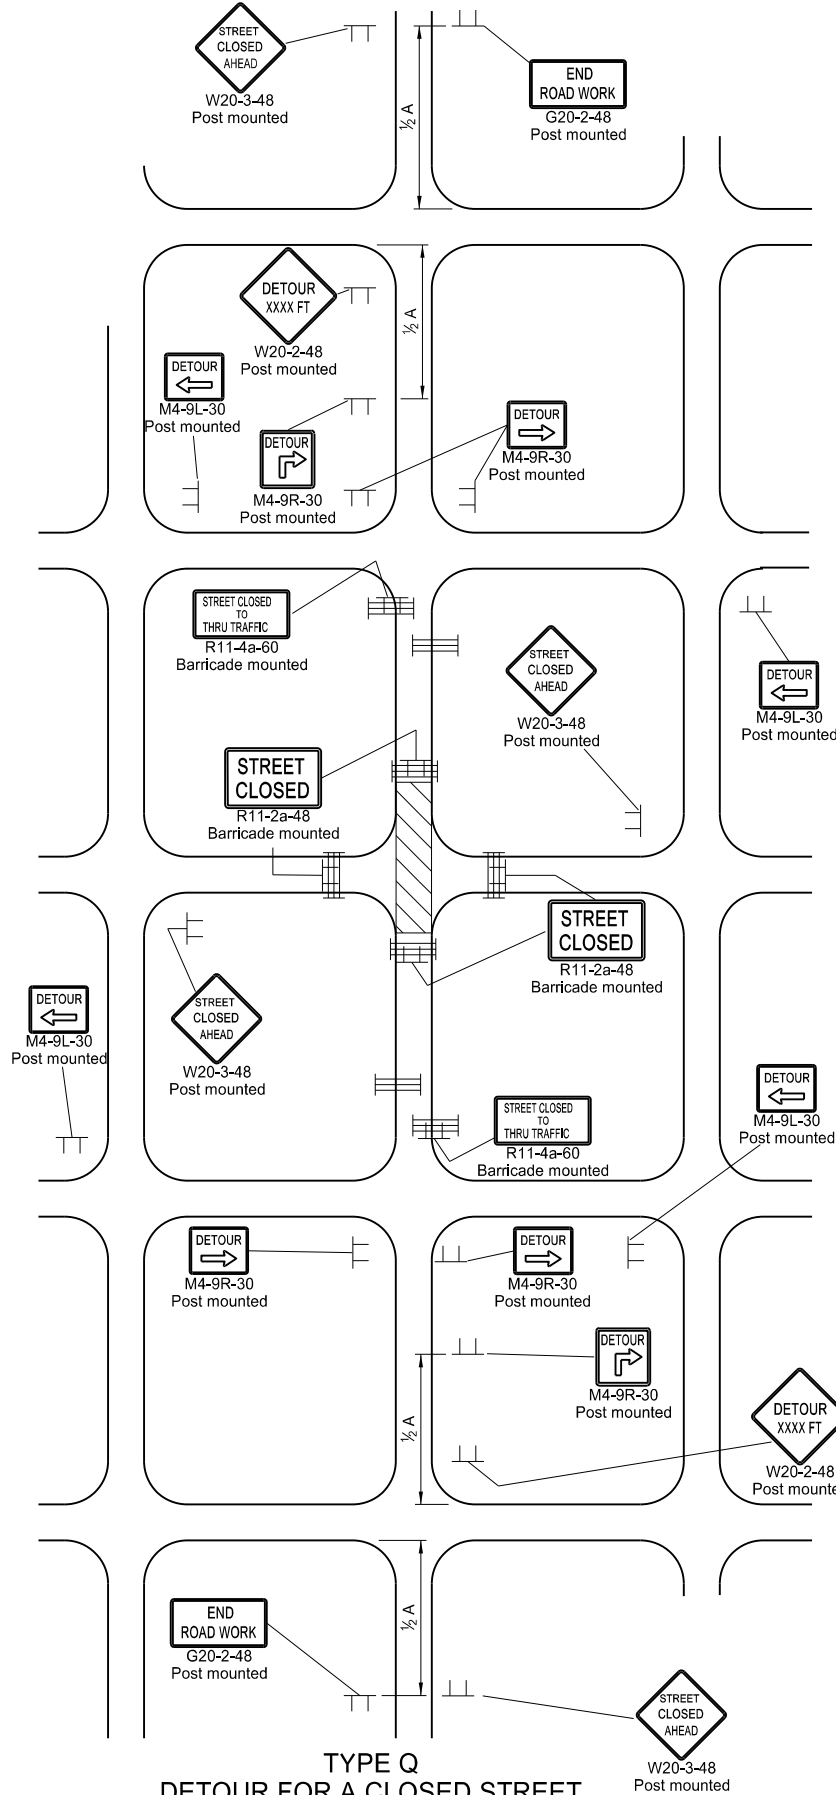 STREET
CLOSED
AHEAD
W20-3-48
Post mounted
END
ROAD WORK
G20-2-48
Post mounted
½ A
DETOUR
XXXX FT
W20-2-48
Post mounted
½ A
DETOUR
M4-9L-30
Post mounted
DETOUR
M4-9R-30
Post mounted
DETOUR
M4-9R-30
Post mounted
STREET CLOSED
TO
THRU TRAFFIC
R11-4a-60
Barricade mounted
STREET
CLOSED
AHEAD
W20-3-48
Post mounted
DETOUR
M4-9L-30
Post mounted
STREET
CLOSED
R11-2a-48
Barricade mounted
STREET
CLOSED
R11-2a-48
Barricade mounted
STREET
CLOSED
AHEAD
W20-3-48
Post mounted
DETOUR
M4-9L-30
Post mounted
STREET CLOSED
TO
THRU TRAFFIC
R11-4a-60
Barricade mounted
DETOUR
M4-9L-30
Post mounted
DETOUR
M4-9R-30
Post mounted
DETOUR
M4-9R-30
Post mounted
DETOUR
M4-9R-30
Post mounted
½ A
DETOUR
XXXX FT
W20-2-48
Post mounte
END
ROAD WORK
G20-2-48
Post mounted
½ A
STREET
CLOSED
AHEAD
W20-3-48
Post mounted
TYPE Q
DETOUR FOR A CLOSED STREET